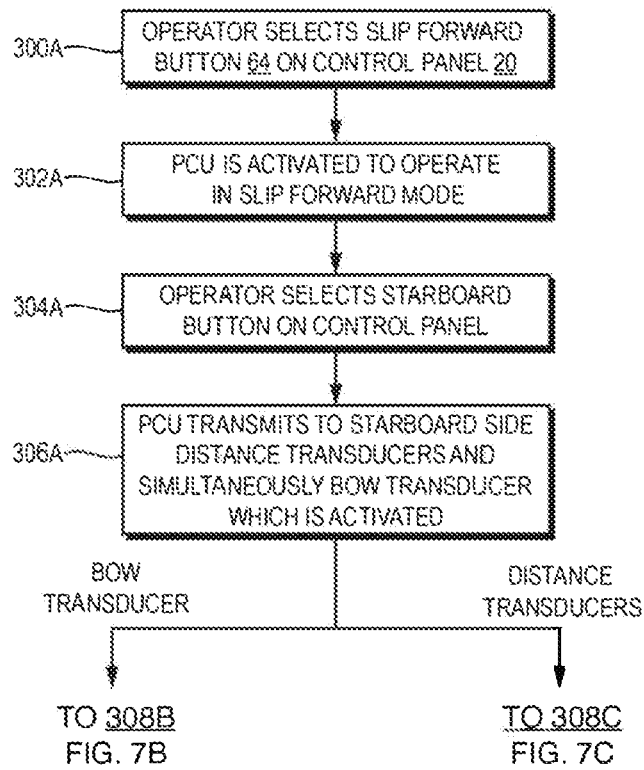 300A
OPERATOR SELECTS SLIP FORWARD
BUTTON 64 ON CONTROL PANEL 20
302A
PCU IS ACTIVATED TO OPERATE
IN SLIP FORWARD MODE
304A
OPERATOR SELECTS STARBOARD
BUTTON ON CONTROL PANEL
306A
PCU TRANSMITS TO STARBOARD SIDE
DISTANCE TRANSDUCERS AND
SIMULTANEOUSLY BOW TRANSDUCER
WHICH IS ACTIVATED
BOW
TRANSDUCER
DISTANCE
TRANSDUCERS
TO 308B
FIG. 7B
TO 308C
FIG. 7C